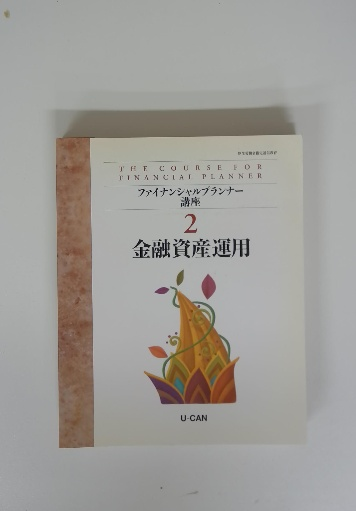 THE COURSE FOR
FINANCIAL PLANNER
ファイナンシャルプランナー
講座
2
金融資産運用
U-CAN